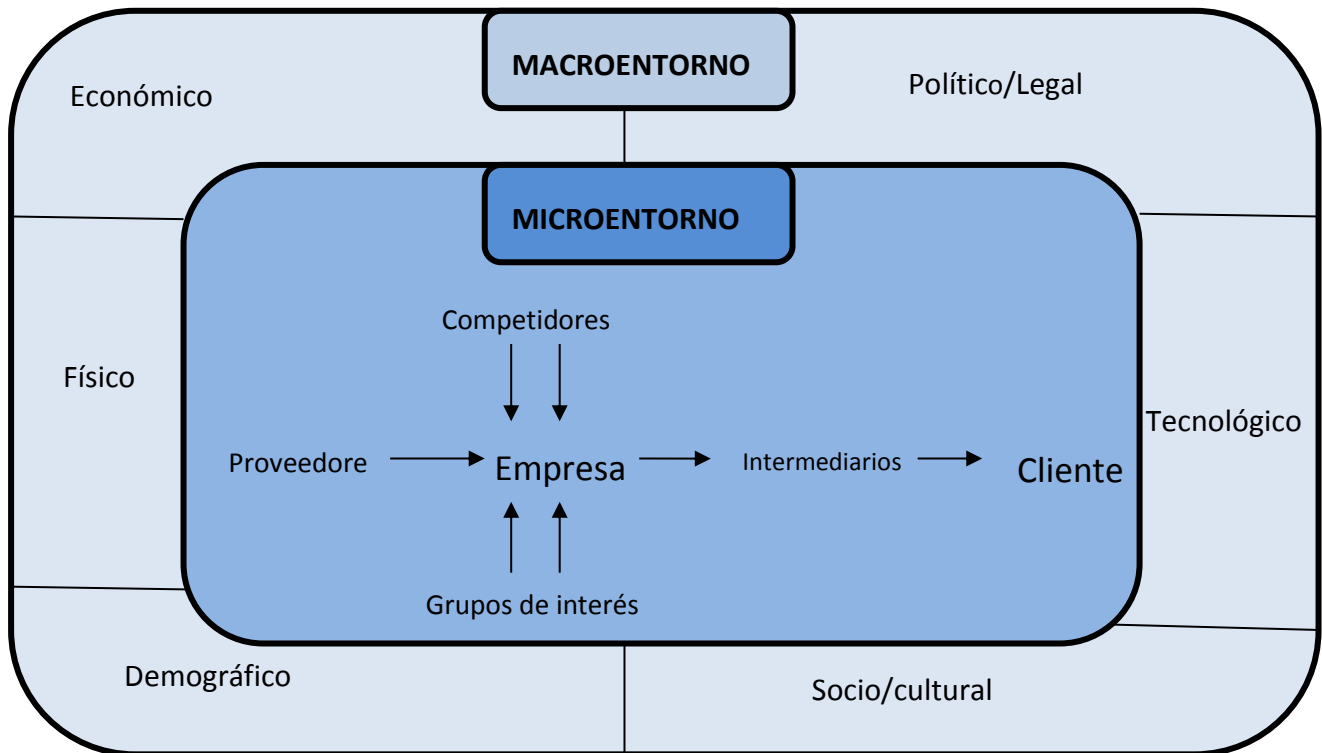 MACROENTORNO
Económico
Político/Legal
MICROENTORNO
Competidores
Físico
Tecnológico
Proveedore
Empresa
Intermediarios
Cliente
Grupos de interés
Demográfico
Socio/cultural